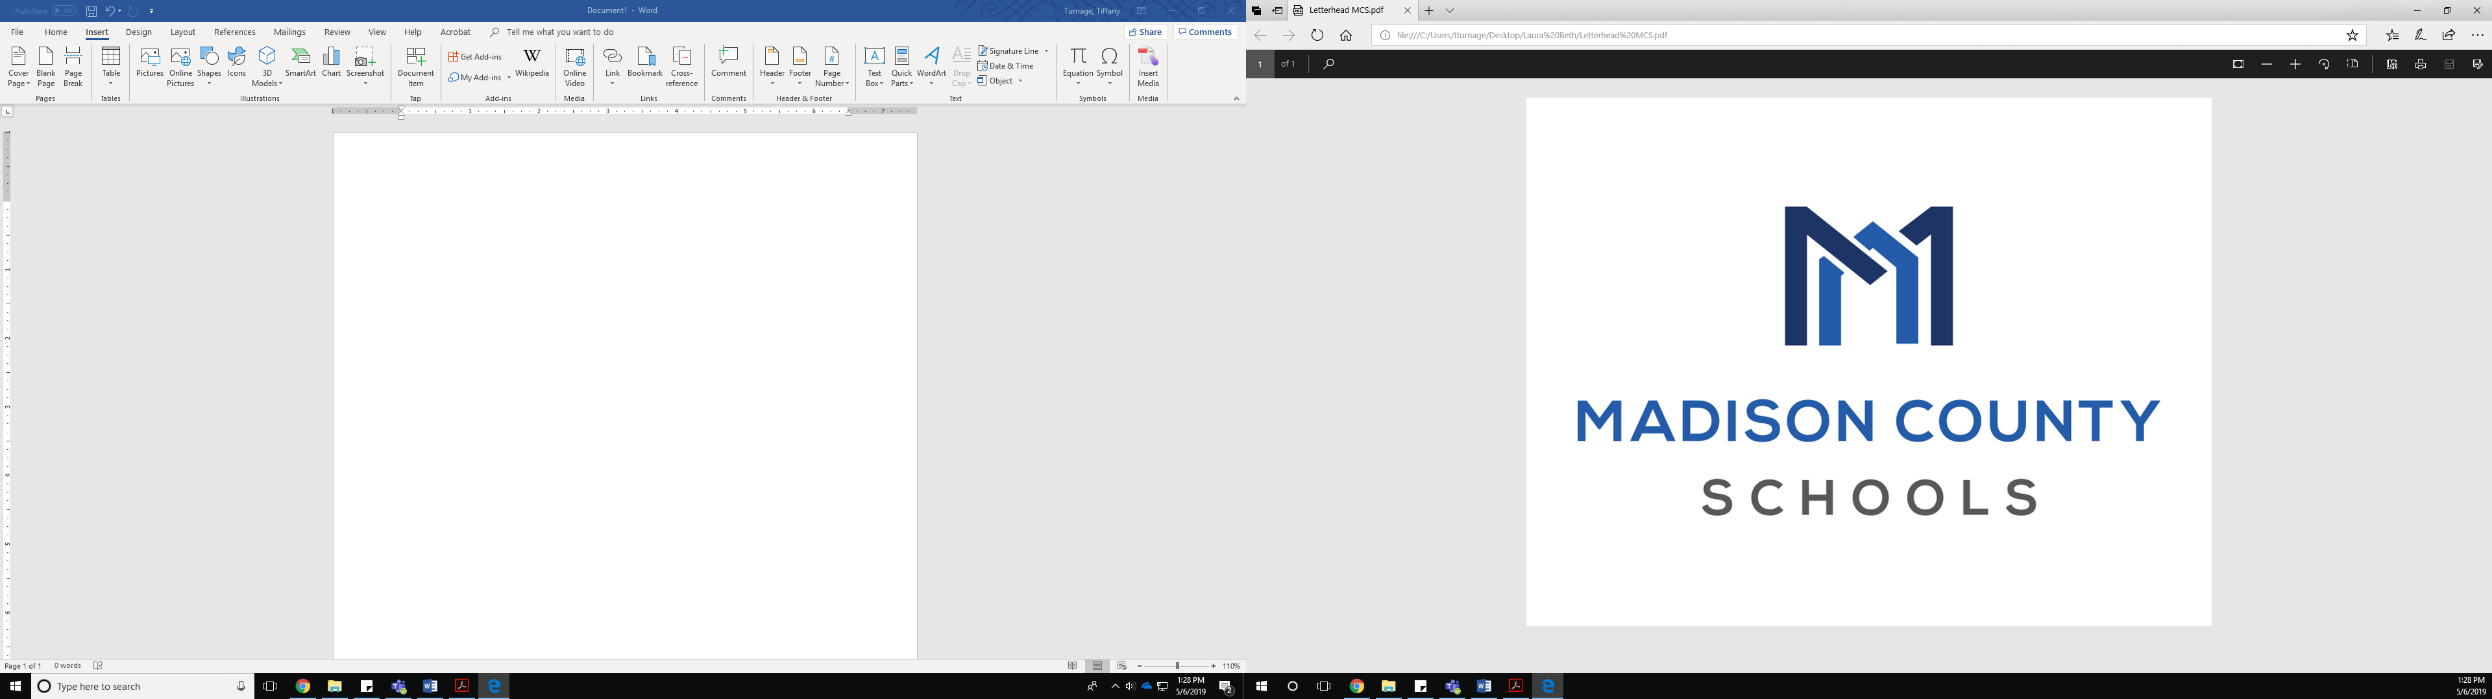 AutoSave Off
Document1 - Word
Turnage, Tiffany
File Home Insert Design Layout References Mailings Review View Help Acrobat Tell me what you want to do
Share Comments
Cover Page
Blank Page
Page Break
Pages
Table
Tables
Pictures
Online Pictures
Shapes
Icons
3D Models
SmartArt
Chart
Screenshot
Illustrations
Document Item
Tap
Get Add-ins
My Add-ins
Wikipedia
Add-ins
Online Video
Media
Link
Bookmark
Cross-reference
Links
Comment
Comments
Header
Footer
Page Number
Header & Footer
Text Box
Quick Parts
WordArt
Drop Cap
Signature Line
Date & Time
Object
Text
Equation
Symbol
Symbols
Insert Media
Media
Page 1 of 1 0 words
110%
Type here to search
1:28 PM
5/6/2019
Letterhead MCS.pdf
file:///C:/Users/tturnage/Desktop/Laura%20Beth/Letterhead%20MCS.pdf
1 of 1
MADISON COUNTY
SCHOOLS
1:28 PM
5/6/2019